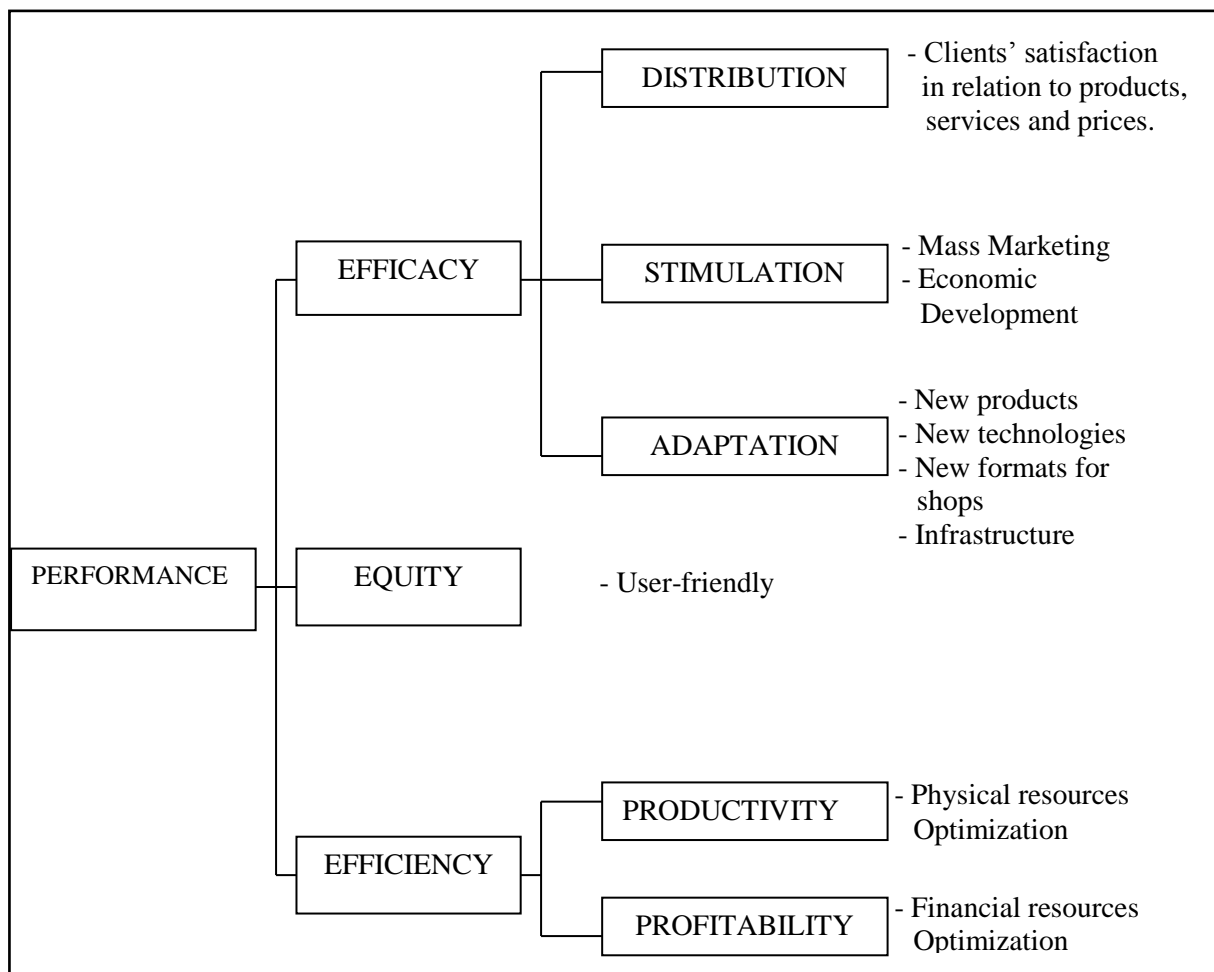 DISTRIBUTION
- Clients’ satisfaction
in relation to products,
services and prices.
EFFICACY
STIMULATION
- Mass Marketing
- Economic
Development
ADAPTATION
- New products
- New technologies
- New formats for
shops
- Infrastructure
PERFORMANCE
EQUITY
- User-friendly
PRODUCTIVITY
- Physical resources
Optimization
EFFICIENCY
PROFITABILITY
- Financial resources
Optimization